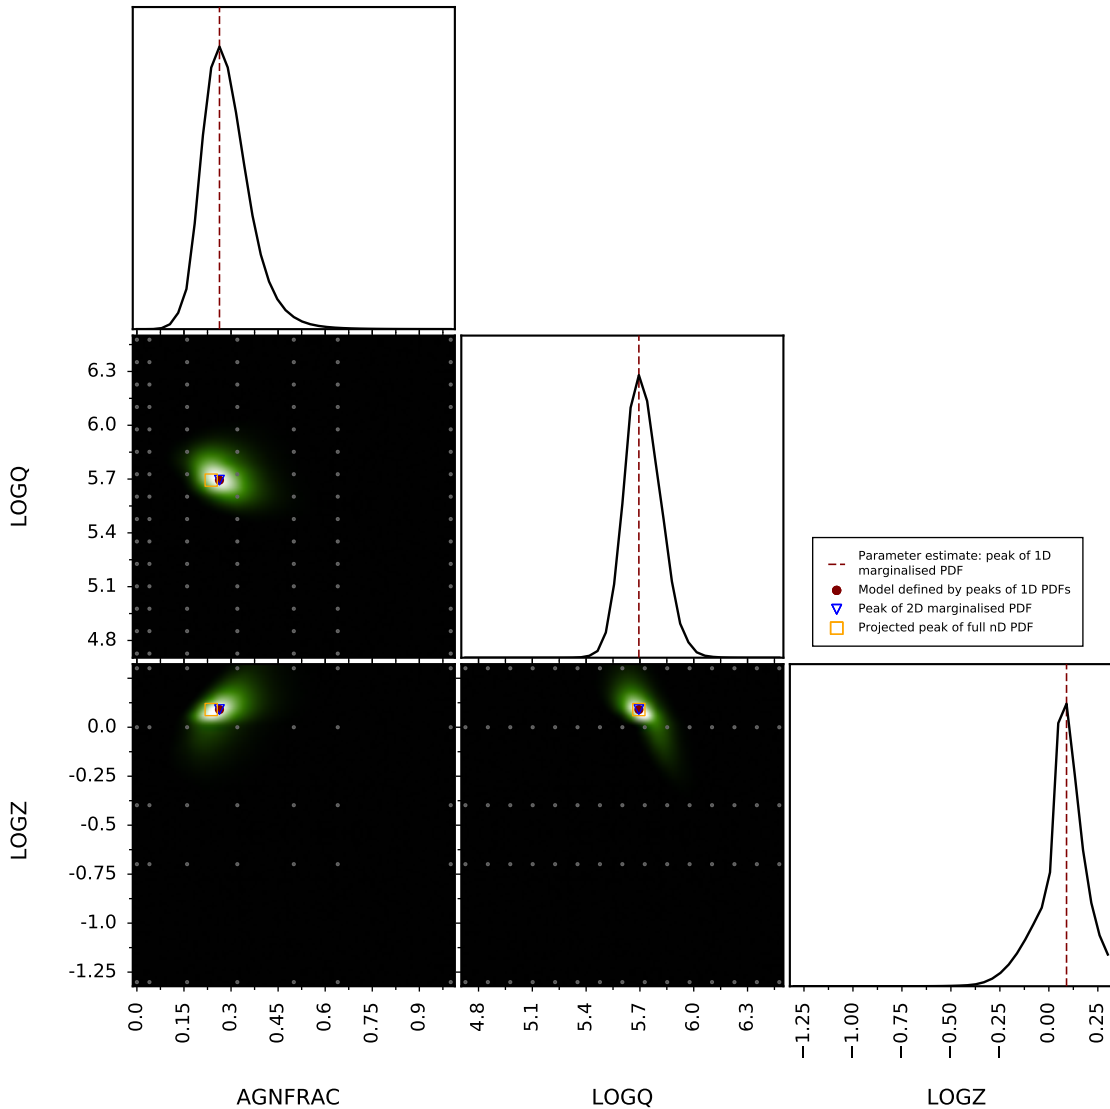 LOGQ
6.3
6.0
5.7
5.4
5.1
4.8
Parameter estimate: peak of 1D
marginalised PDF
Model defined by peaks of 1D PDFs
Peak of 2D marginalised PDF
Projected peak of full nD PDF
LOGZ
0.0
-0.25
-0.5
-0.75
-1.0
-1.25
0.0 0.15 0.3 0.45 0.6 0.75 0.9
4.8 5.1 5.4 5.7 6.0 6.3
−1.25 −1.00 −0.75 −0.50 −0.25 0.00 0.25
AGNFRAC
LOGQ
LOGZ